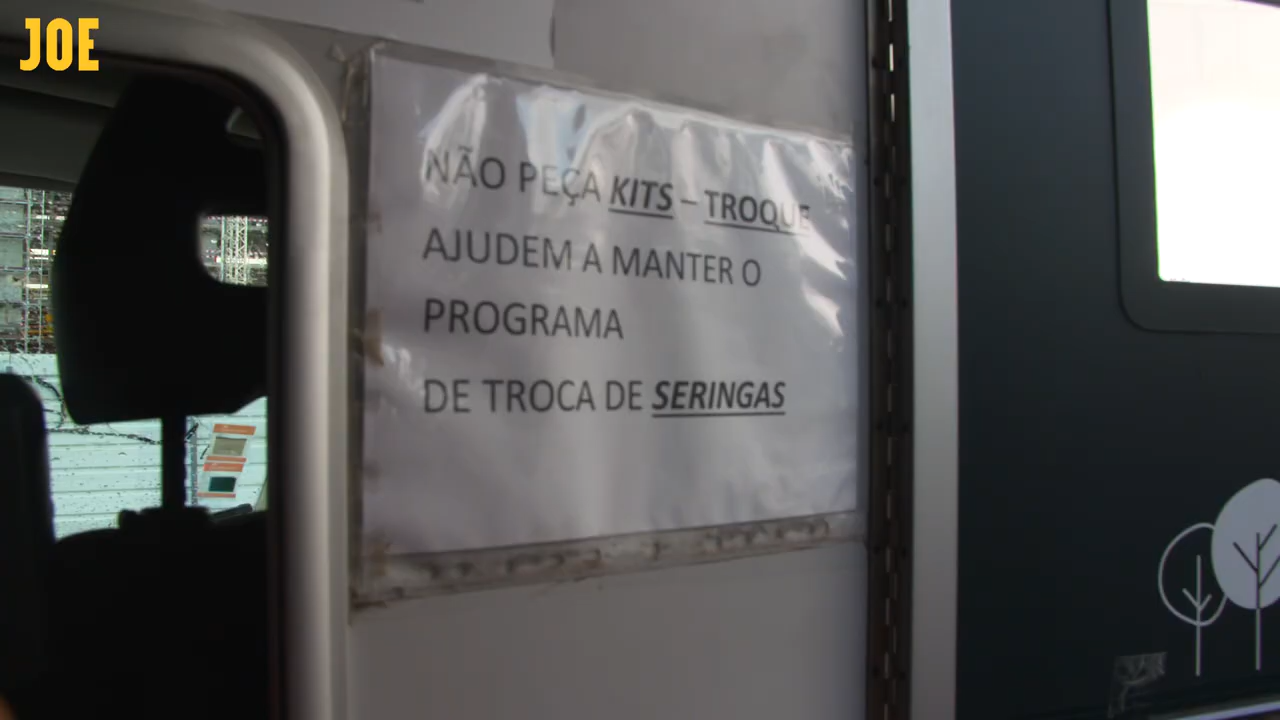 JOE
NÃO PEÇA KITS – TROQUE
AJUDEM A MANTER O
PROGRAMA
DE TROCA DE SERINGAS